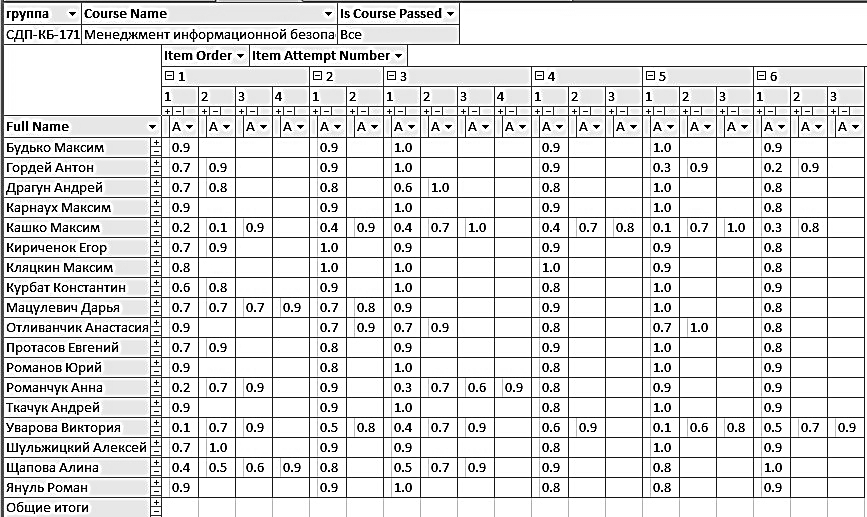 группа Course Name Is Course Passed
СДП-КБ-171 Менеджмент информационной безопа Все
Item Order Item Attempt Number
1 2 3 4 5 6
1 2 3 4 1 2 1 2 3 4 1 2 3 1 2 3 1 2 3
Full Name A A A A A A A A A A A A A A A A A A A
Будько Максим 0.9 0.9 1.0 0.9 1.0 0.9
Гордей Антон 0.7 0.9 0.9 1.0 0.9 0.3 0.9 0.2 0.9
Драгун Андрей 0.7 0.8 0.8 0.6 1.0 0.8 1.0 0.8
Карнаух Максим 0.9 0.9 1.0 0.9 1.0 0.8
Кашко Максим 0.2 0.1 0.9 0.4 0.9 0.4 0.7 1.0 0.4 0.7 0.8 0.1 0.7 1.0 0.3 0.8
Кириченок Егор 0.7 0.9 1.0 0.9 0.8 0.9 0.8
Кляцкин Максим 0.8 1.0 1.0 1.0 0.9 0.8
Курбат Константин 0.6 0.8 0.9 1.0 0.8 1.0 0.8
Мацулевич Дарья 0.7 0.7 0.7 0.9 0.7 0.8 0.9 0.8 1.0 0.8
Отливанчик Анастасия 0.9 0.7 0.9 0.7 0.9 0.8 0.7 1.0 0.8
Протасов Евгений 0.7 0.9 0.8 0.9 0.9 1.0 0.8
Романов Юрий 0.9 0.8 1.0 0.9 1.0 0.8
Романчук Анна 0.2 0.7 0.9 0.9 0.3 0.7 0.6 0.9 0.8 0.9 0.9
Ткачук Андрей 0.9 0.9 1.0 0.8 1.0 0.8
Уварова Виктория 0.1 0.7 0.9 0.5 0.8 0.4 0.7 0.9 0.6 0.9 0.1 0.6 0.8 0.5 0.7 0.9
Шульжицкий Алексей 0.7 1.0 0.9 0.9 0.8 1.0 0.9
Щапова Алина 0.4 0.5 0.6 0.9 0.8 0.5 0.7 0.9 0.9 0.8 1.0
Януль Роман 0.9 0.9 1.0 0.8 0.8 0.9
Общие итоги